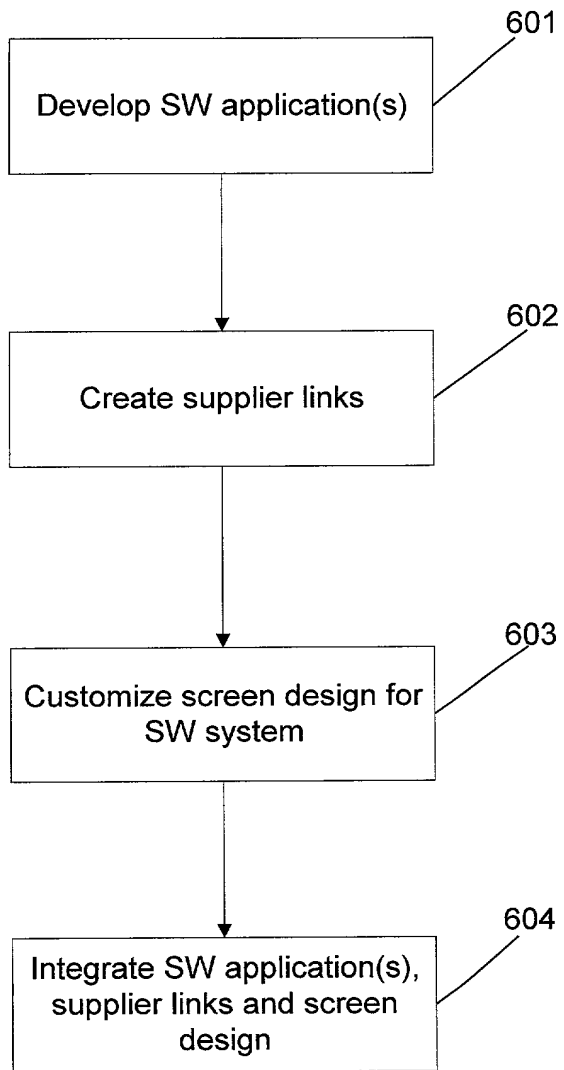 601
Develop SW application(s)
602
Create supplier links
603
Customize screen design for
SW system
604
Integrate SW application(s),
supplier links and screen
design